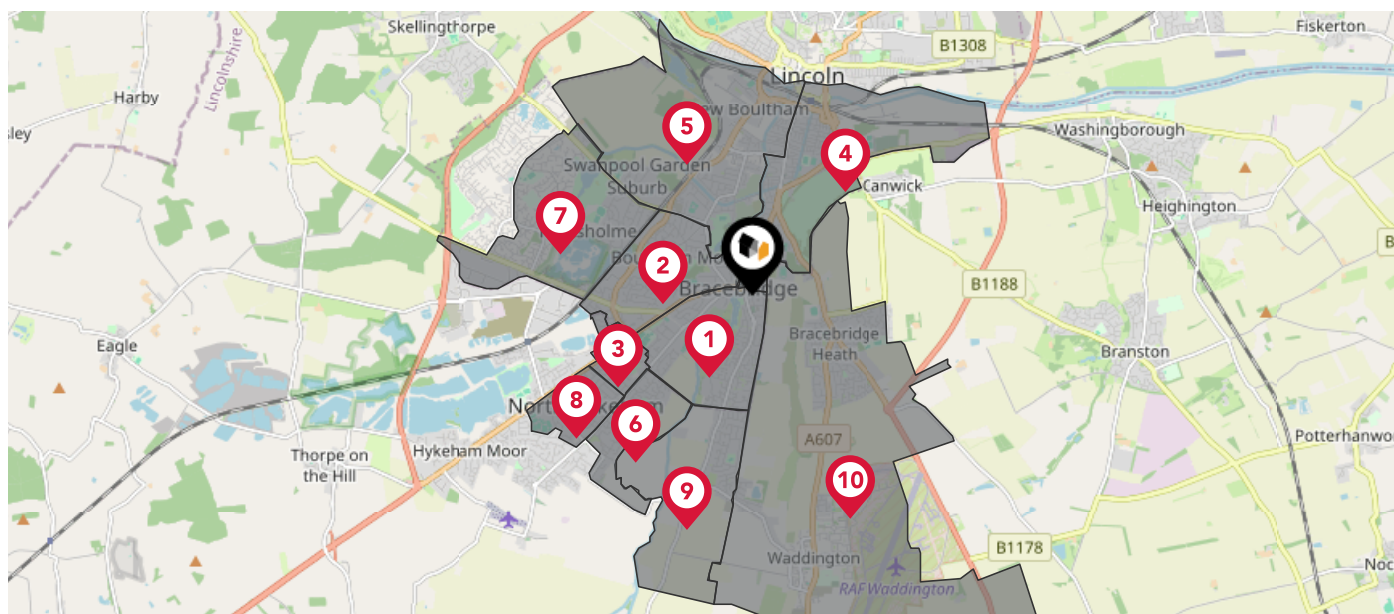 Skellingthorpe
Fiskerton
B1308
Lincoln
Lincolnshire
Harby
New Boultham
5
Washingborough
4
Swanpool Garden
Suburb
Canwick
7
Heighington
2
Bracebridge
B1188
1
Bracebridge
Heath
Eagle
3
Branston
8
6
A607
Hykeham Moor
Thorpe on
the Hill
9
10
B1178
Waddington
RAF Waddington